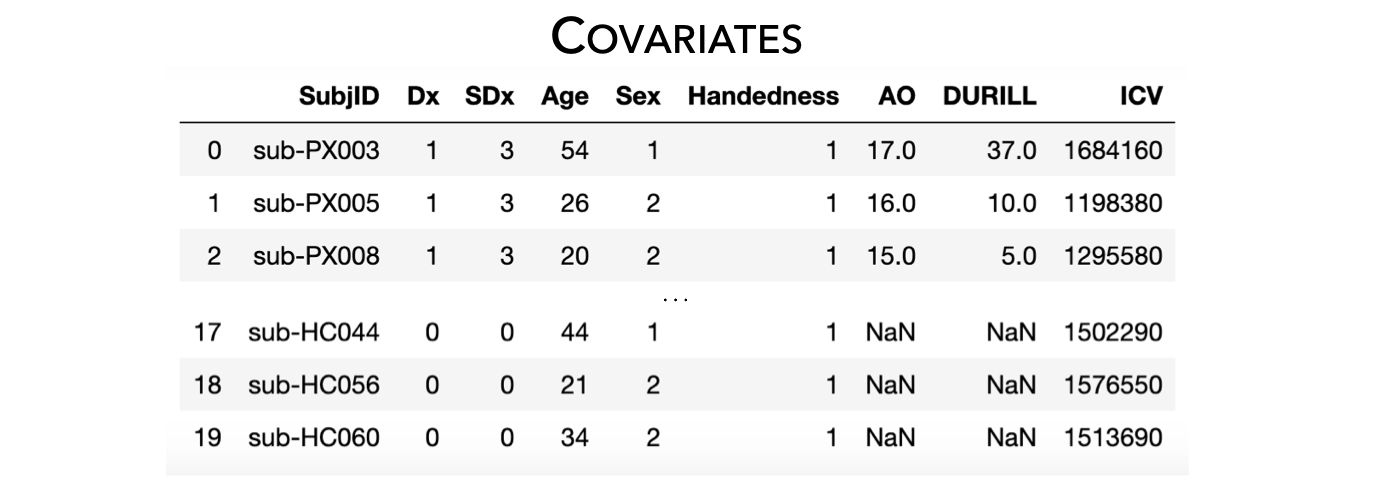 COVARIATES
SubjID Dx SDx Age Sex Handedness AO DURILL ICV
0 sub-PX003 1 3 54 1 1 17.0 37.0 1684160
1 sub-PX005 1 3 26 2 1 16.0 10.0 1198380
2 sub-PX008 1 3 20 2 1 15.0 5.0 1295580
...
17 sub-HC044 0 0 44 1 1 NaN NaN 1502290
18 sub-HC056 0 0 21 2 1 NaN NaN 1576550
19 sub-HC060 0 0 34 2 1 NaN NaN 1513690